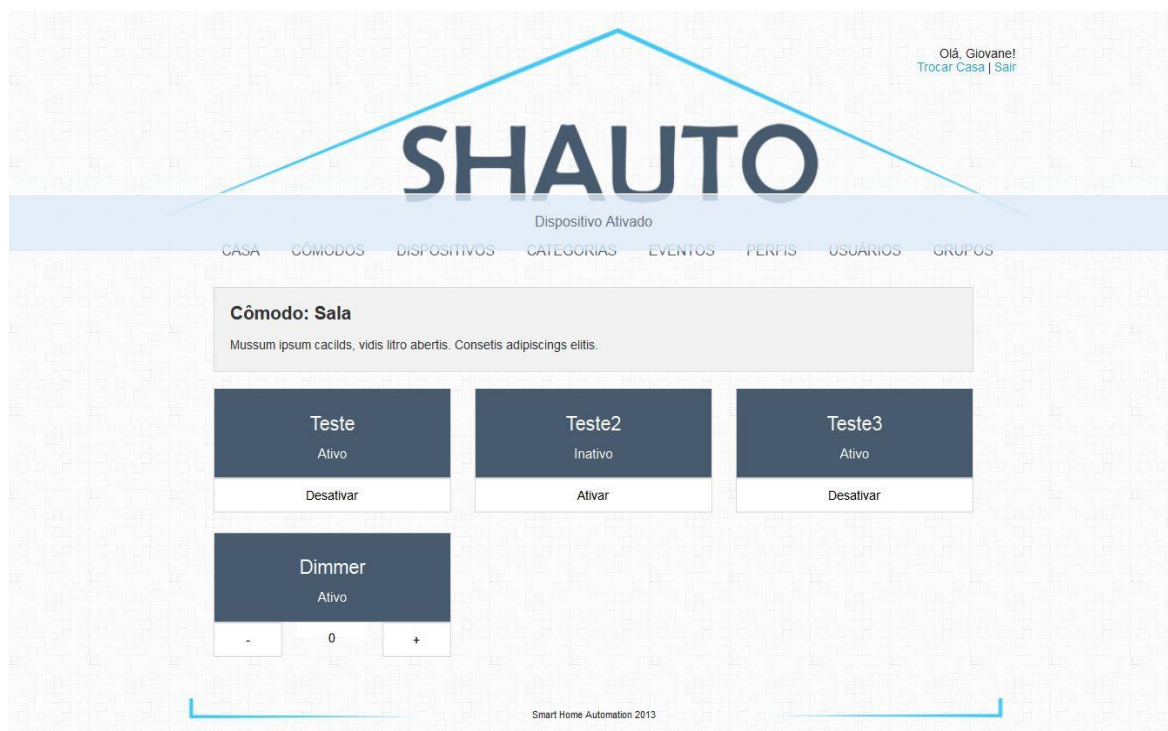 Olá, Giovane!
Trocar Casa | Sair
SHAUTO
Dispositivo Ativado
CASA CÔMODOS DISPOSITIVOS CATEGORIAS EVENTOS PERFIS USUÁRIOS GRUPOS
Cômodo: Sala
Mussum ipsum cacilds, vidis litro abertis. Consetis adipiscings elitis.
Teste Teste2 Teste3
Ativo Inativo Ativo
Desativar Ativar Desativar
Dimmer
Ativo
- 0 +
Smart Home Automation 2013